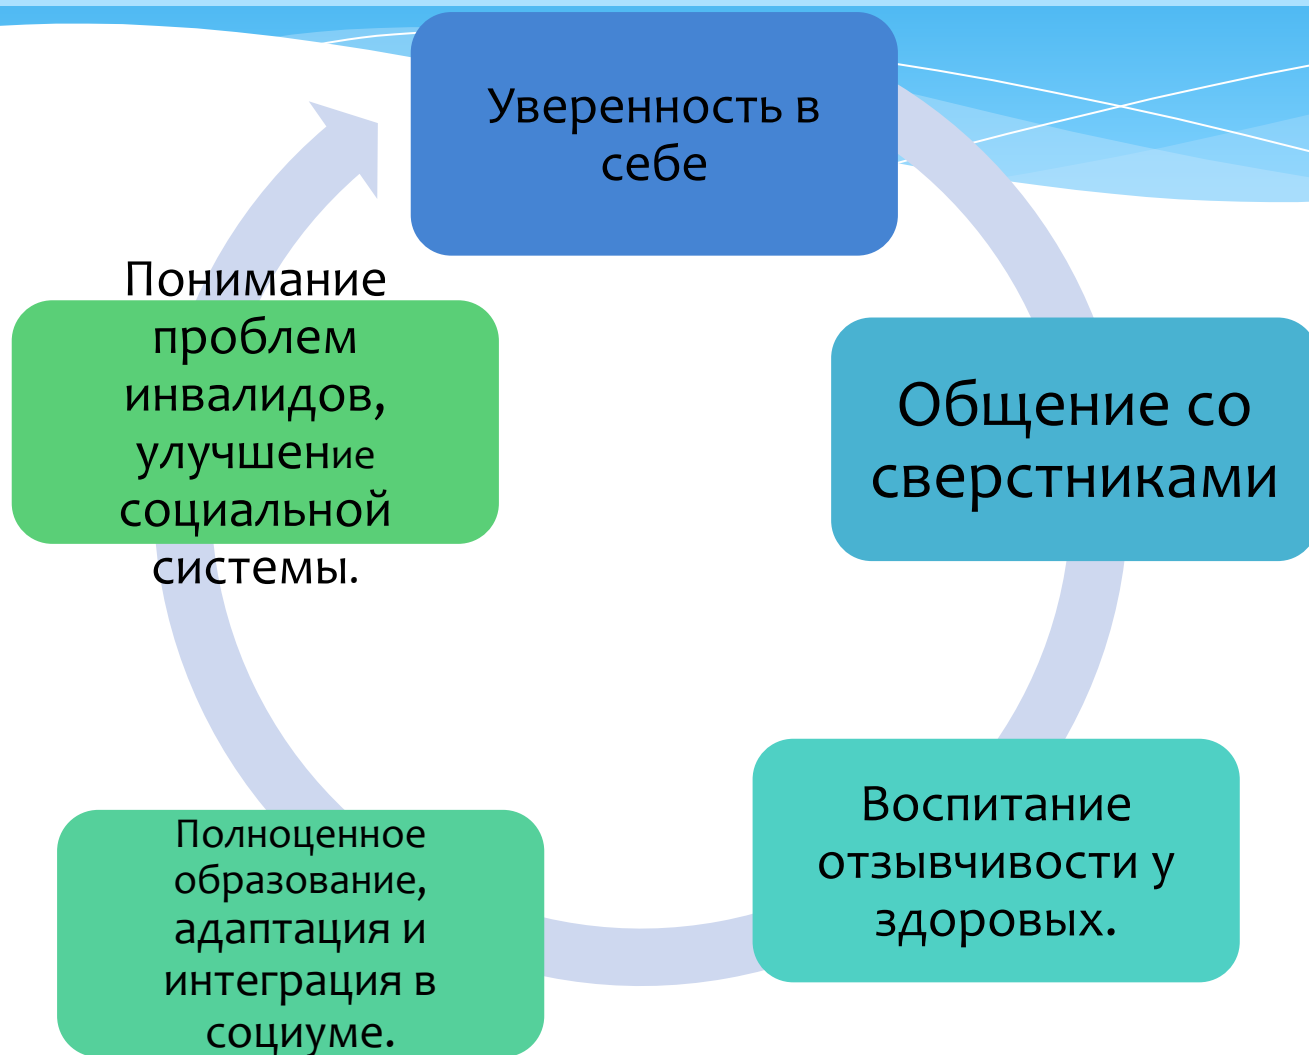 Уверенность в
себе
Общение со
сверстниками
Воспитание
отзывчивости у
здоровых.
Полноценное
образование,
адаптация и
интеграция в
социуме.
Понимание
проблем
инвалидов,
улучшение
социальной
системы.